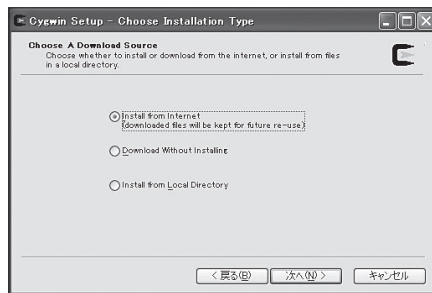 Cygwin Setup - Choose Installation Type
Choose A Download Source
Choose whether to install or download from the internet, or install from files
in a local directory.
Install from Internet
(downloaded files will be kept for future re-use)
Download Without Installing
Install from Local Directory
< 戻る(B)
次へ(N) >
キャンセル